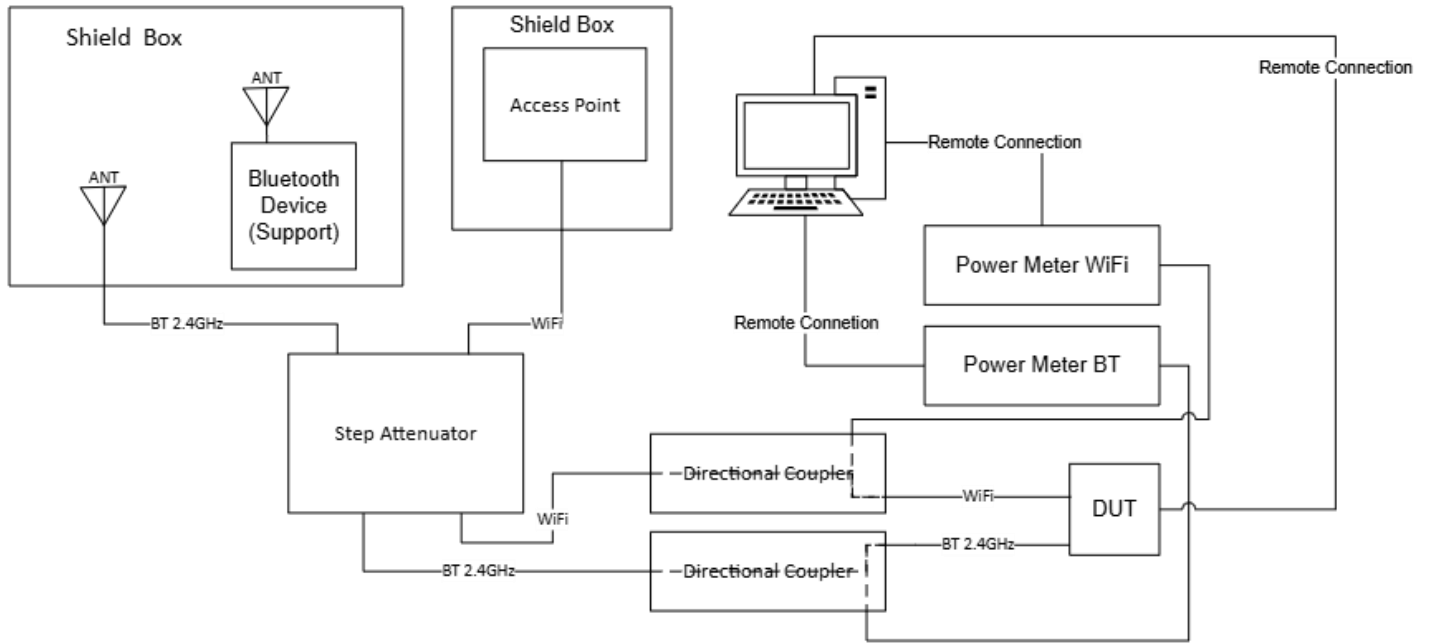 Shield Box
ANT
ANT
Bluetooth
Device
(Support)
Shield Box
Access Point
Remote Connection
Remote Connection
Power Meter WiFi
Remote Connetion
Power Meter BT
BT 2.4GHz
WiFi
Step Attenuator
Directional Coupler
WiFi
DUT
WiFi
BT 2.4GHz
BT 2.4GHz
Directional Coupler